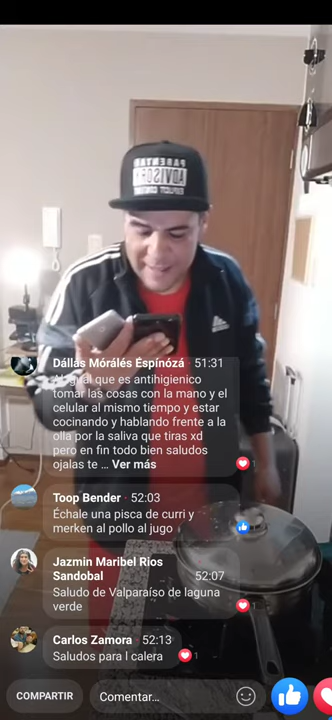 PARENTAL
ADVISORY
EXPLICIT CONTENT
adidas
Dállas Mórálés Éspínózá · 51:31
que es antihigienico
tomar las cosas con la mano y el
celular al mismo tiempo y estar
cocinando y hablando frente a la
olla por la saliva que tiras xd
pero en fin todo bien saludos
ojalas te ... Ver más
1
Toop Bender · 52:03
Échale una pisca de curri y
merken al pollo al jugo
Jazmin Maribel Rios
Sandobal · 52:07
Saludo de Valparaíso de laguna
verde
1
Carlos Zamora · 52:13
Saludos para l calera
1
COMPARTIR
Comentar...